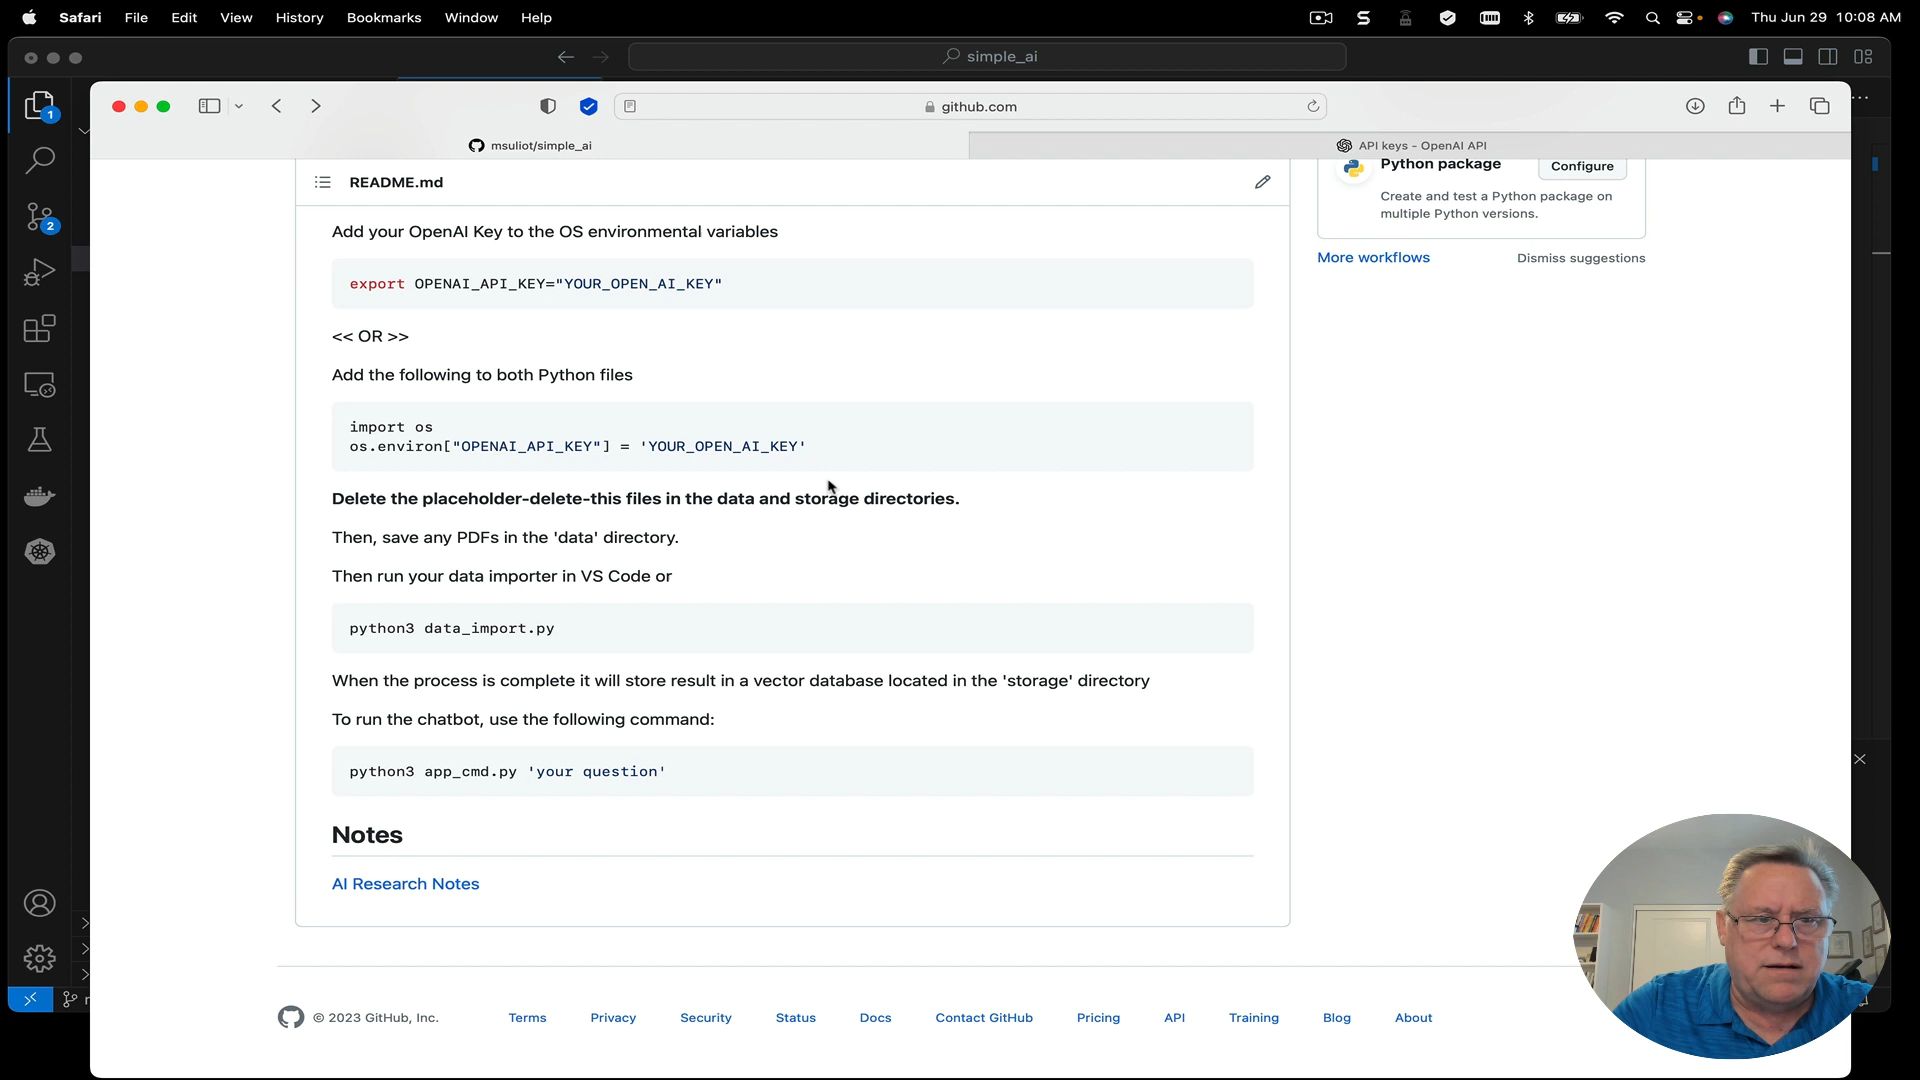 Safari File Edit View History Bookmarks Window Help Thu Jun 29 10:08 AM
simple_ai
1
github.com
msuliot/simple_ai
API keys - OpenAI API
2
README.md
Python package
Configure
Create and test a Python package on
multiple Python versions.
More workflows
Dismiss suggestions
Add your OpenAI Key to the OS environmental variables
export OPENAI_API_KEY="YOUR_OPEN_AI_KEY"
<< OR >>
Add the following to both Python files
import os
os.environ["OPENAI_API_KEY"] = 'YOUR_OPEN_AI_KEY'
Delete the placeholder-delete-this files in the data and storage directories.
Then, save any PDFs in the 'data' directory.
Then run your data importer in VS Code or
python3 data_import.py
When the process is complete it will store result in a vector database located in the 'storage' directory
To run the chatbot, use the following command:
python3 app_cmd.py 'your question'
Notes
AI Research Notes
© 2023 GitHub, Inc.
Terms
Privacy
Security
Status
Docs
Contact GitHub
Pricing
API
Training
Blog
About